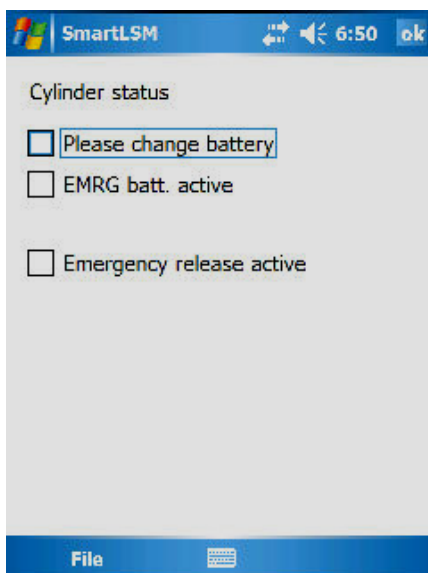 SmartLSM 6:50 ok
Cylinder status
Please change battery
EMRG batt. active
Emergency release active
File